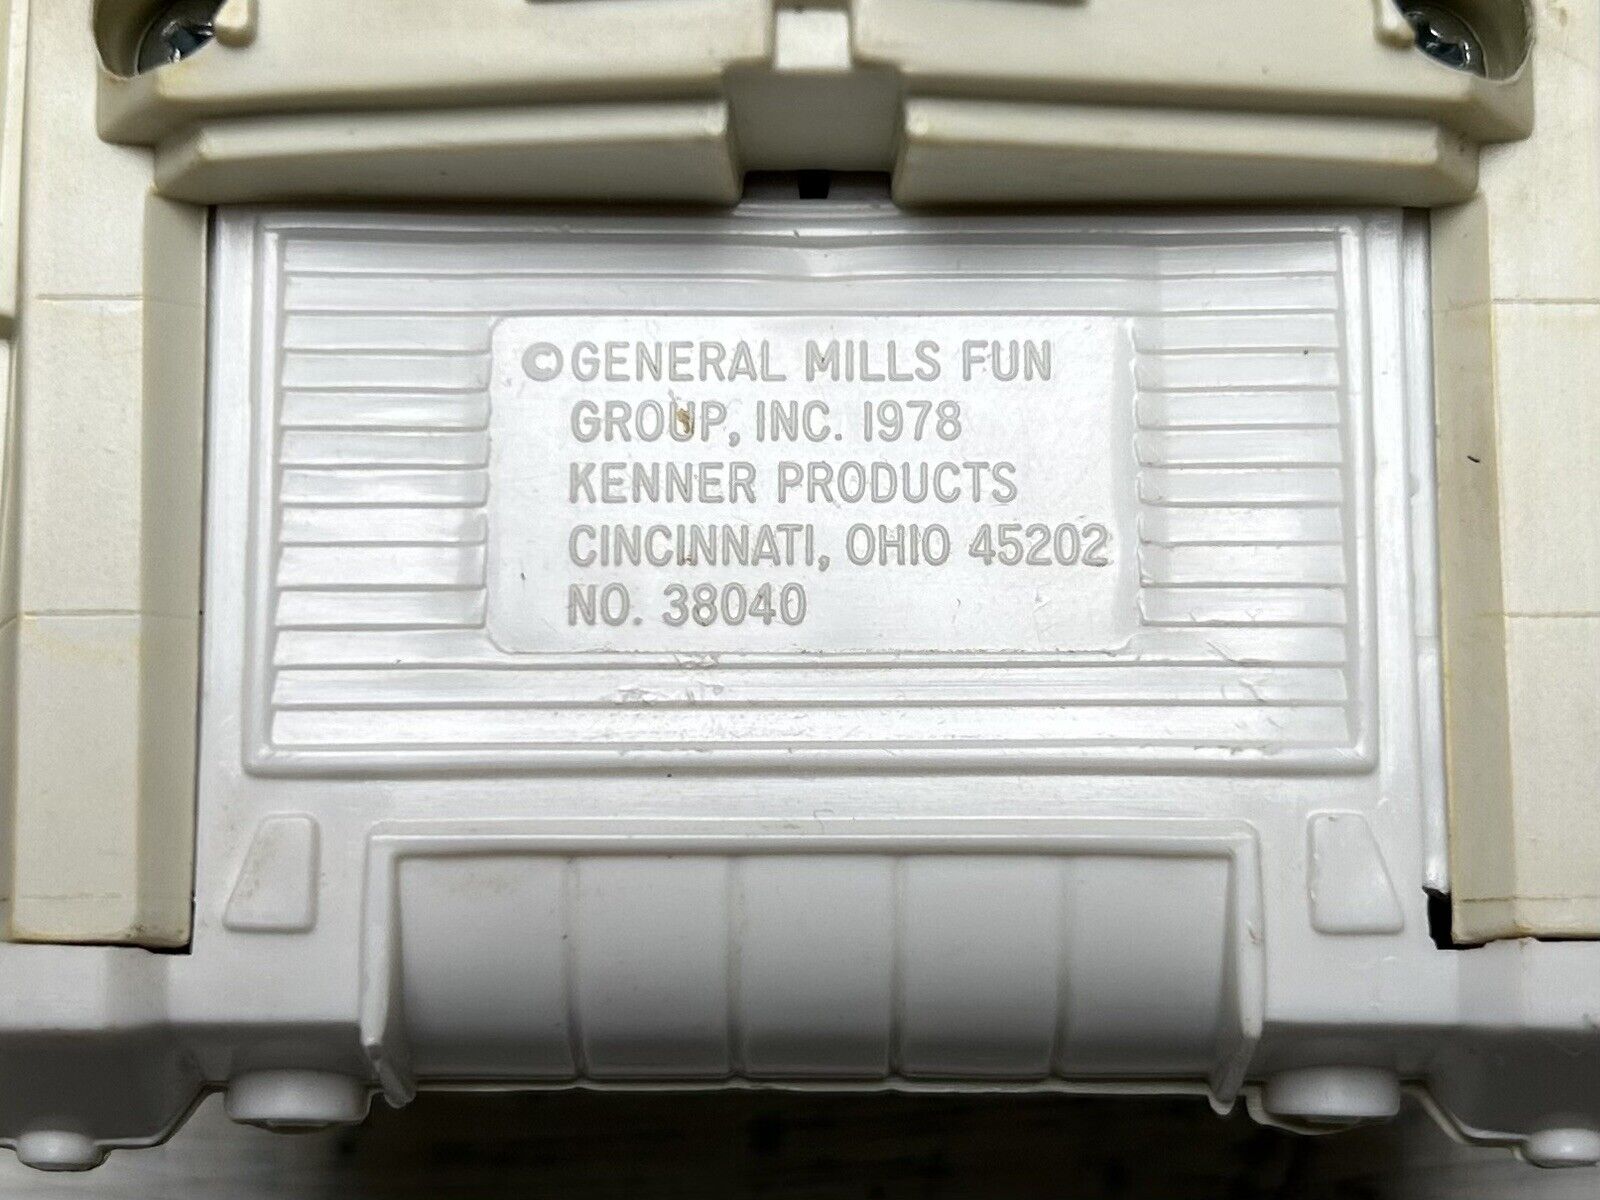 ©GENERAL MILLS FUN
GROUP, INC. 1978
KENNER PRODUCTS
CINCINNATI, OHIO 45202
NO. 38040